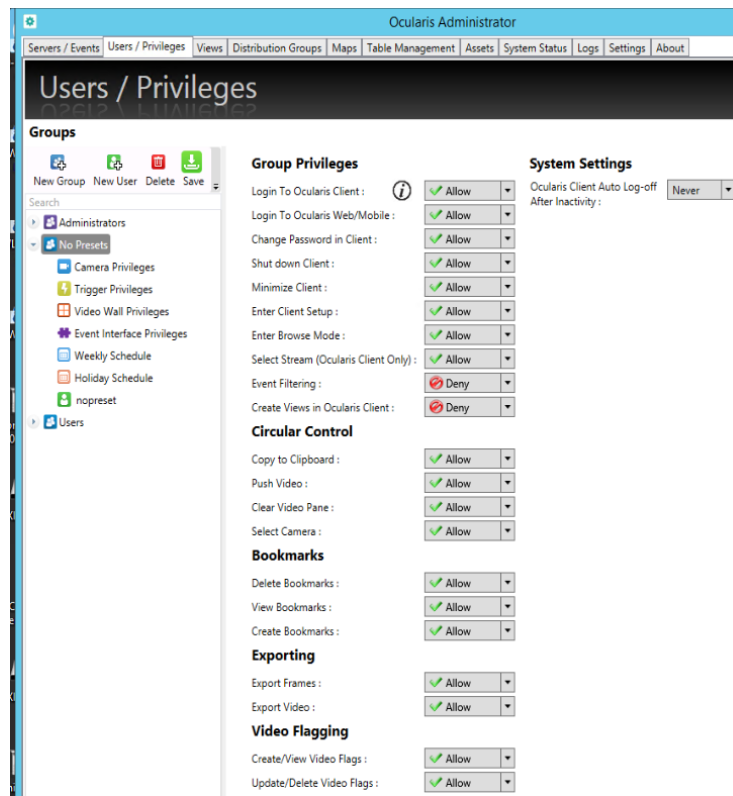 Ocularis Administrator
Servers / Events Users / Privileges Views Distribution Groups Maps Table Management Assets System Status Logs Settings About
Users / Privileges
Groups
New Group New User Delete Save
Search
Administrators
No Presets
Camera Privileges
Trigger Privileges
Video Wall Privileges
Event Interface Privileges
Weekly Schedule
Holiday Schedule
nopreset
Users
Group Privileges
Login To Ocularis Client : i Allow
Login To Ocularis Web/Mobile : Allow
Change Password in Client : Allow
Shut down Client : Allow
Minimize Client : Allow
Enter Client Setup : Allow
Enter Browse Mode : Allow
Select Stream (Ocularis Client Only) : Allow
Event Filtering : Deny
Create Views in Ocularis Client : Deny
Circular Control
Copy to Clipboard : Allow
Push Video : Allow
Clear Video Pane : Allow
Select Camera : Allow
Bookmarks
Delete Bookmarks : Allow
View Bookmarks : Allow
Create Bookmarks : Allow
Exporting
Export Frames : Allow
Export Video : Allow
Video Flagging
Create/View Video Flags : Allow
Update/Delete Video Flags : Allow
System Settings
Ocularis Client Auto Log-off Never
After Inactivity :